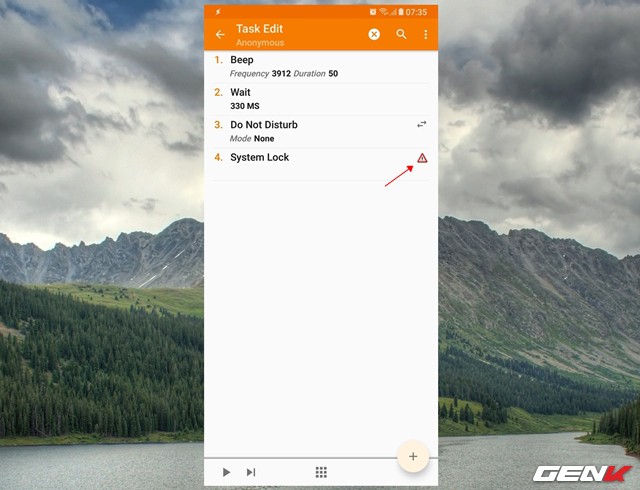 07:35
Task Edit
Anonymous
1. Beep
Frequency 3912 Duration 50
2. Wait
330 MS
3. Do Not Disturb
Mode None
4. System Lock
GENK